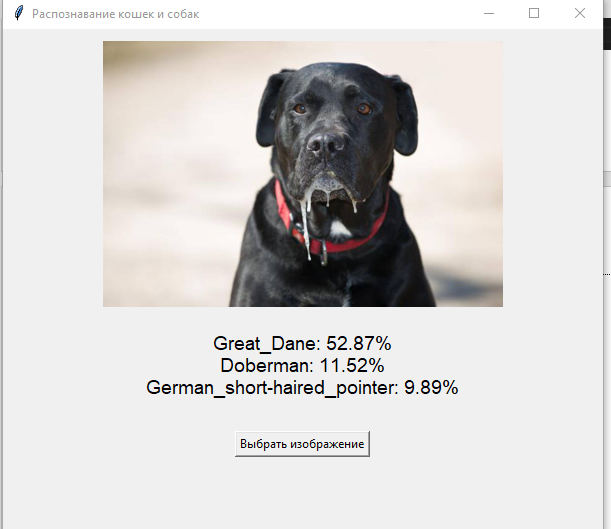 Распознавание кошек и собак
Great_Dane: 52.87%
Doberman: 11.52%
German_short-haired_pointer: 9.89%
Выбрать изображение